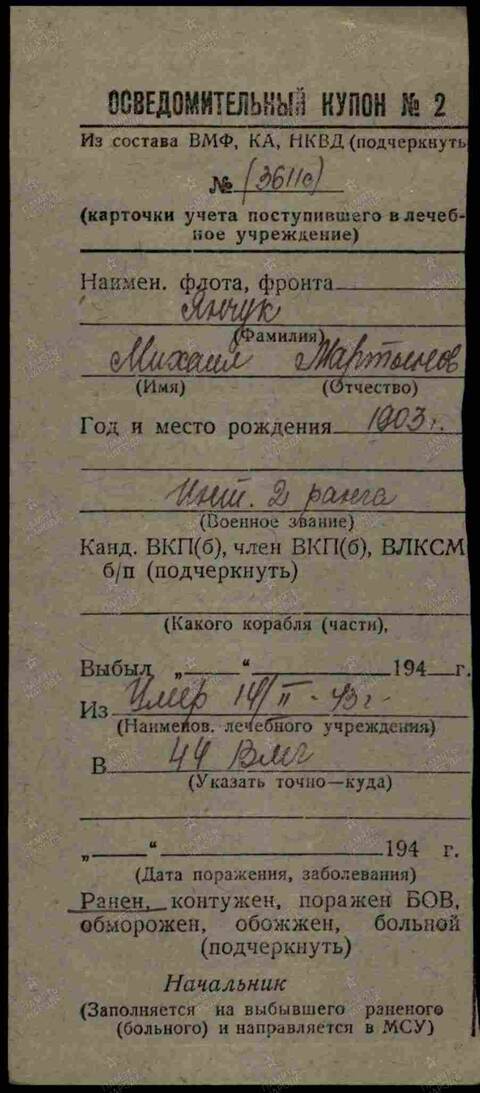 ОСВЕДОМИТЕЛЬНЫЙ КУПОН № 2
Из состава ВМФ, КА, НКВД (подчеркнуть
№ (3611с)
(карточки учета поступившего в лечеб-
ное учреждение)
Наимен. флота, фронта
Янчук
(Фамилия)
Михаил Мартынов
(Имя) (Отчество)
Год и место рождения 1903 г.
Инт. 2 ранга
(Военное звание)
Канд. ВКП(б), член ВКП(б), ВЛКСМ
б/п (подчеркнуть)
(Какого корабля (части),
Выбыл „ “ 194 г.
Из Умер 14/II - 43 г.
(Наименов. лечебного учреждения)
В 44 Вмг
(Указать точно—куда)
„ “ 194 г.
(Дата поражения, заболевания)
Ранен, контужен, поражен БОВ,
обморожен, обожжен, больной
(подчеркнуть)
Начальник
(Заполняется на выбывшего раненого
(больного) и направляется в МСУ)